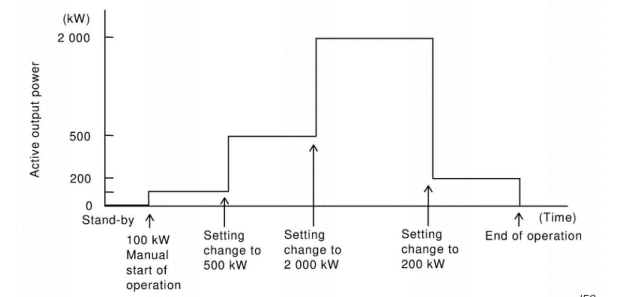 (kW)
2 000
Active output power
500
200
0
Stand-by
(Time)
100 kW
Manual
start of
operation
Setting
change to
500 kW
Setting
change to
2 000 kW
Setting
change to
200 kW
End of operation